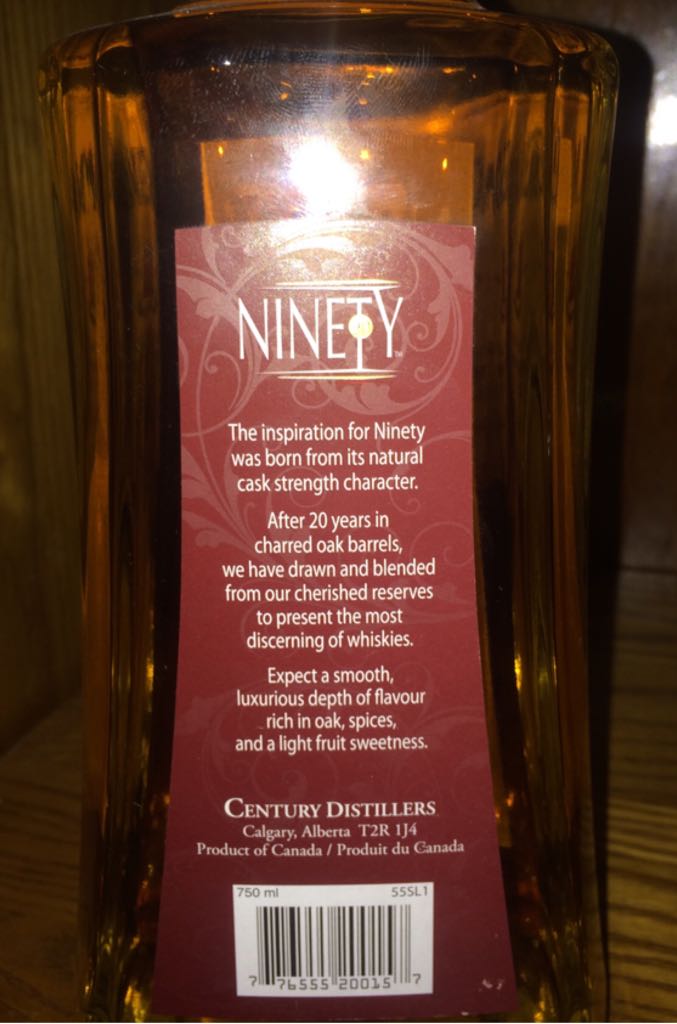 NINETY™
The inspiration for Ninety
was born from its natural
cask strength character.
After 20 years in
charred oak barrels,
we have drawn and blended
from our cherished reserves
to present the most
discerning of whiskies.
Expect a smooth,
luxurious depth of flavour
rich in oak, spices,
and a light fruit sweetness.
CENTURY DISTILLERS
Calgary, Alberta T2R 1J4
Product of Canada / Produit du Canada
750 ml 55SL1
7 76555 20015 7